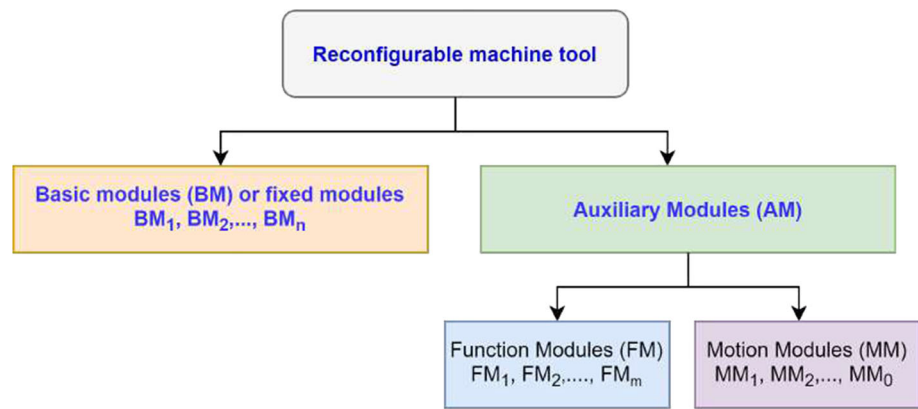 Reconfigurable machine tool
Basic modules (BM) or fixed modules
BM₁, BM₂,..., BMₙ
Auxiliary Modules (AM)
Function Modules (FM)
FM₁, FM₂,...., FMₘ
Motion Modules (MM)
MM₁, MM₂,..., MM₀